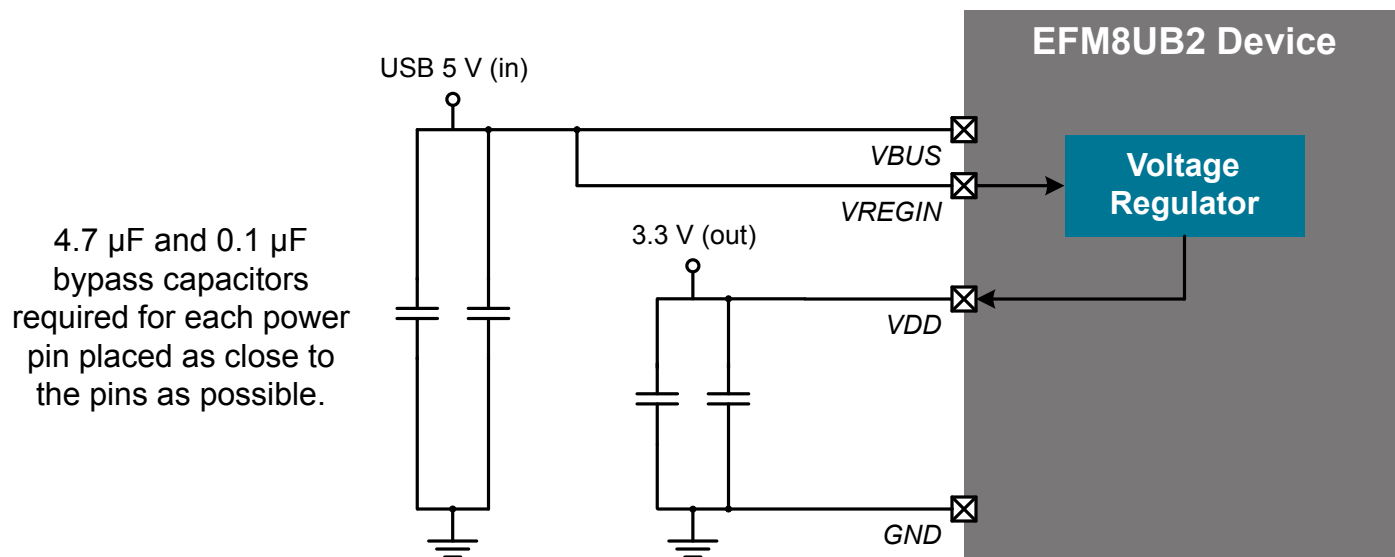 EFM8UB2 Device
USB 5 V (in)
VBUS
Voltage
Regulator
VREGIN
4.7 µF and 0.1 µF
bypass capacitors
required for each power
pin placed as close to
the pins as possible.
3.3 V (out)
VDD
GND